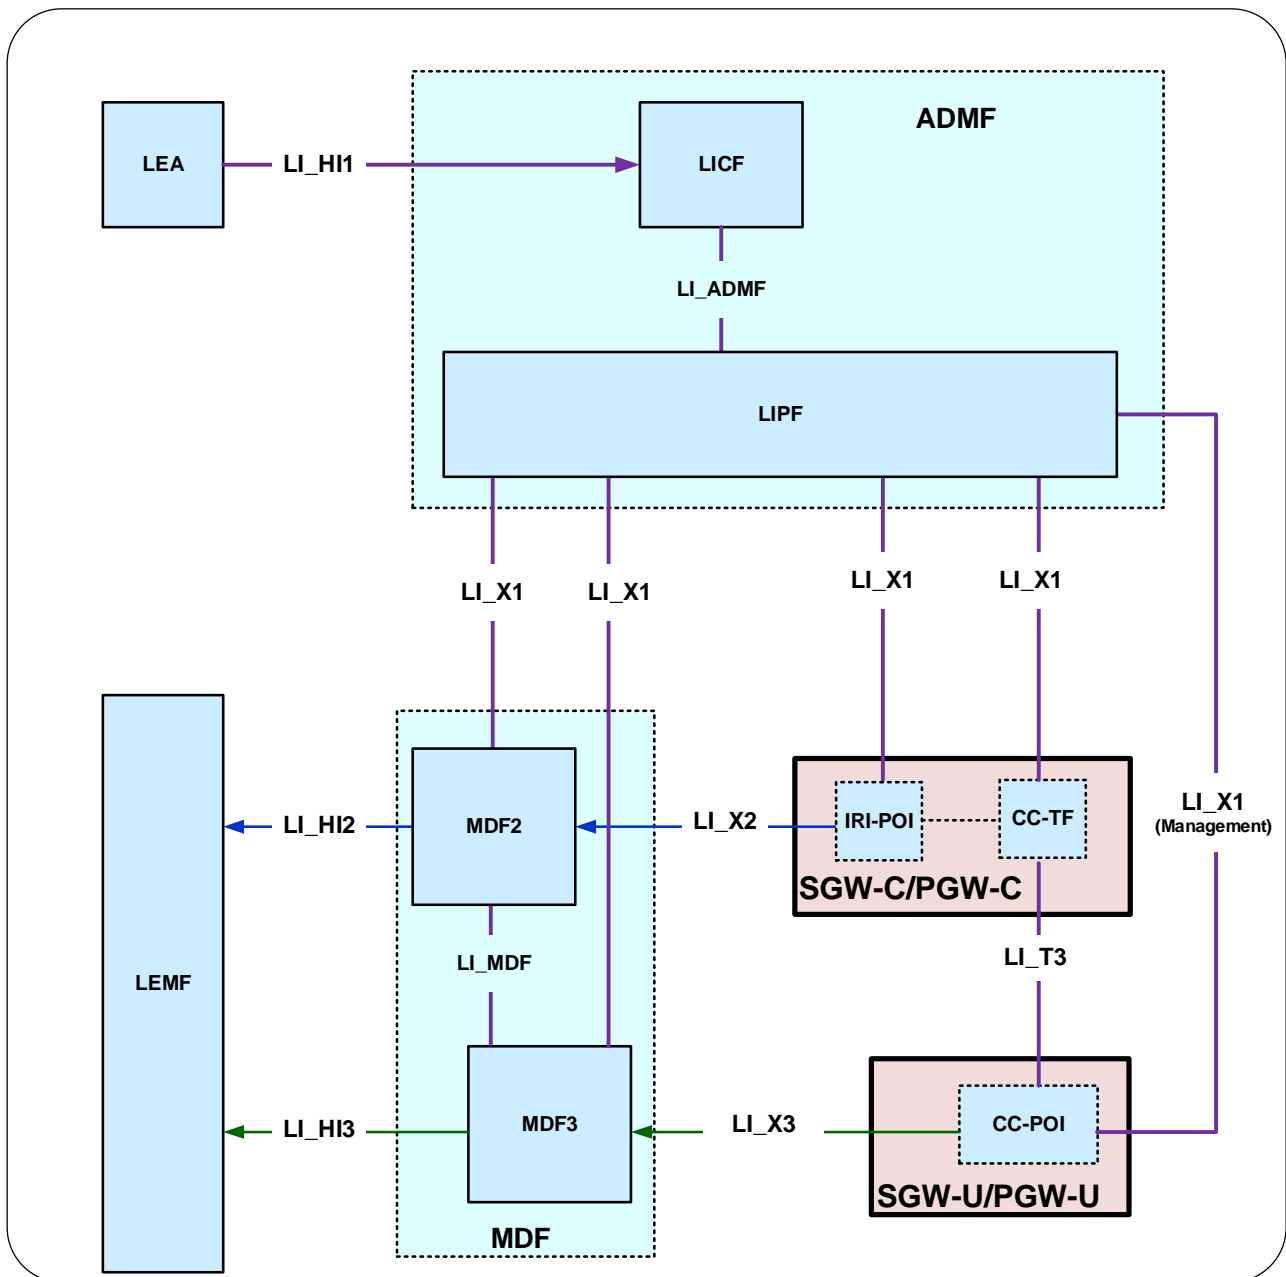 ADMF
LEA
LI_HI1
LICF
LI_ADMF
LIPF
LI_X1
LI_X1
LI_X1
LI_X1
LI_X1
(Management)
LI_HI2
MDF2
LI_X2
IRI-POI
CC-TF
SGW-C/PGW-C
LI_MDF
LI_T3
LEMF
LI_HI3
MDF3
LI_X3
CC-POI
SGW-U/PGW-U
MDF